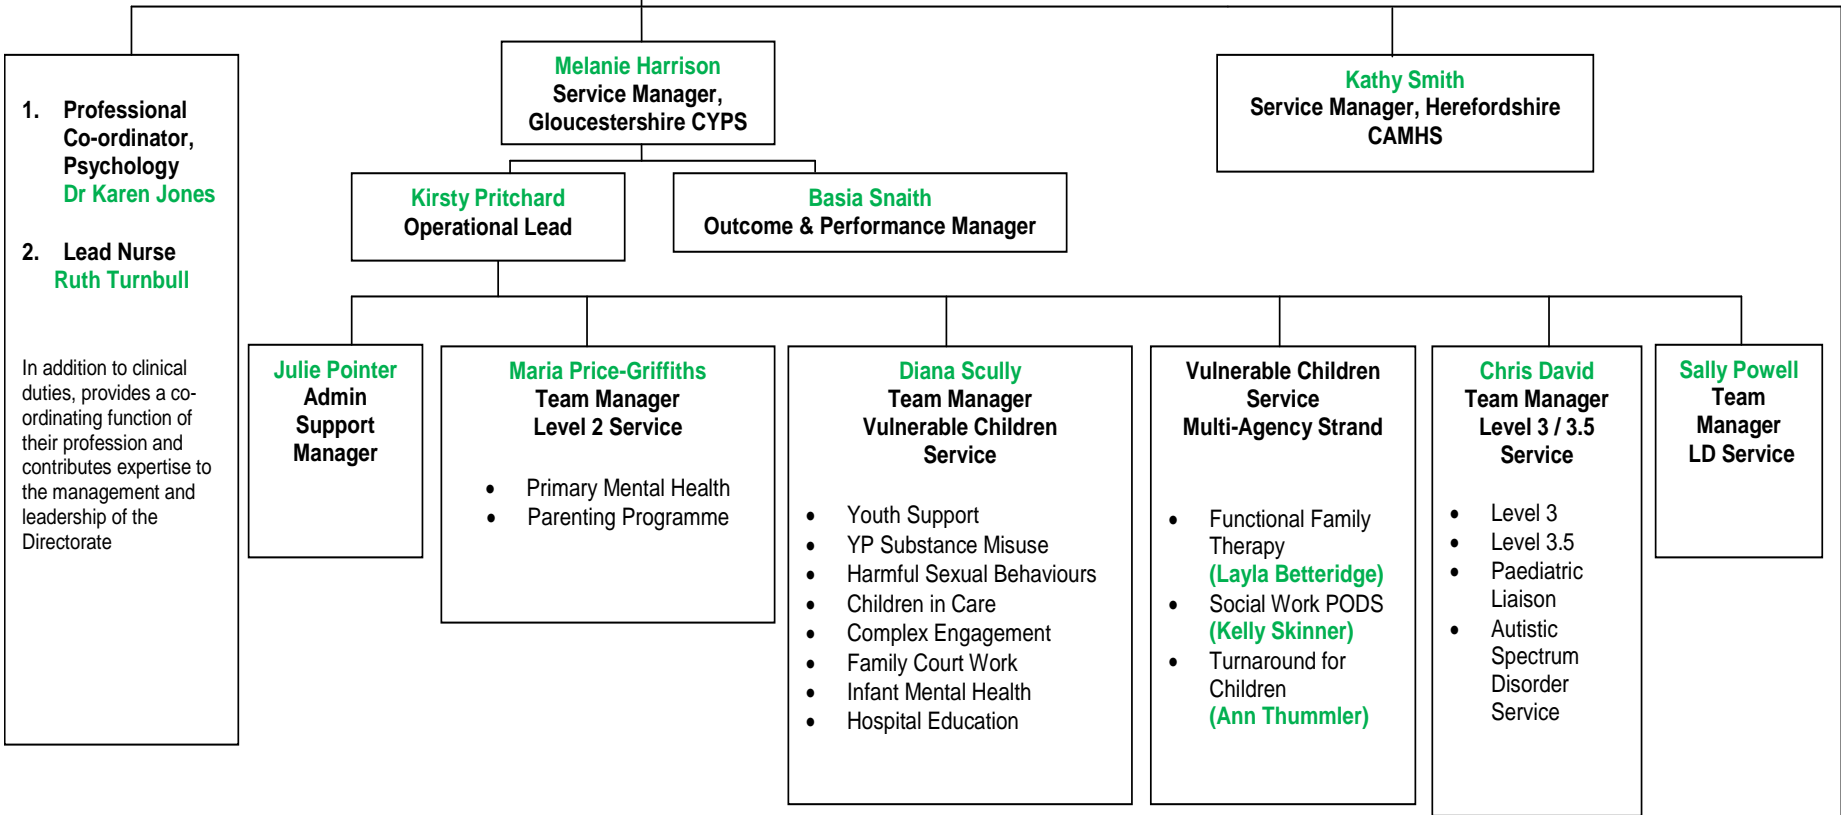 1. Professional
Co-ordinator,
Psychology
Dr Karen Jones
2. Lead Nurse
Ruth Turnbull
In addition to clinical
duties, provides a co-
ordinating function of
their profession and
contributes expertise to
the management and
leadership of the
Directorate
Melanie Harrison
Service Manager,
Gloucestershire CYPS
Kathy Smith
Service Manager, Herefordshire
CAMHS
Kirsty Pritchard
Operational Lead
Basia Snaith
Outcome & Performance Manager
Julie Pointer
Admin
Support
Manager
Maria Price-Griffiths
Team Manager
Level 2 Service
• Primary Mental Health
• Parenting Programme
Diana Scully
Team Manager
Vulnerable Children
Service
• Youth Support
• YP Substance Misuse
• Harmful Sexual Behaviours
• Children in Care
• Complex Engagement
• Family Court Work
• Infant Mental Health
• Hospital Education
Vulnerable Children
Service
Multi-Agency Strand
• Functional Family
Therapy
(Layla Betteridge)
• Social Work PODS
(Kelly Skinner)
• Turnaround for
Children
(Ann Thummler)
Chris David
Team Manager
Level 3 / 3.5
Service
• Level 3
• Level 3.5
• Paediatric
Liaison
• Autistic
Spectrum
Disorder
Service
Sally Powell
Team
Manager
LD Service